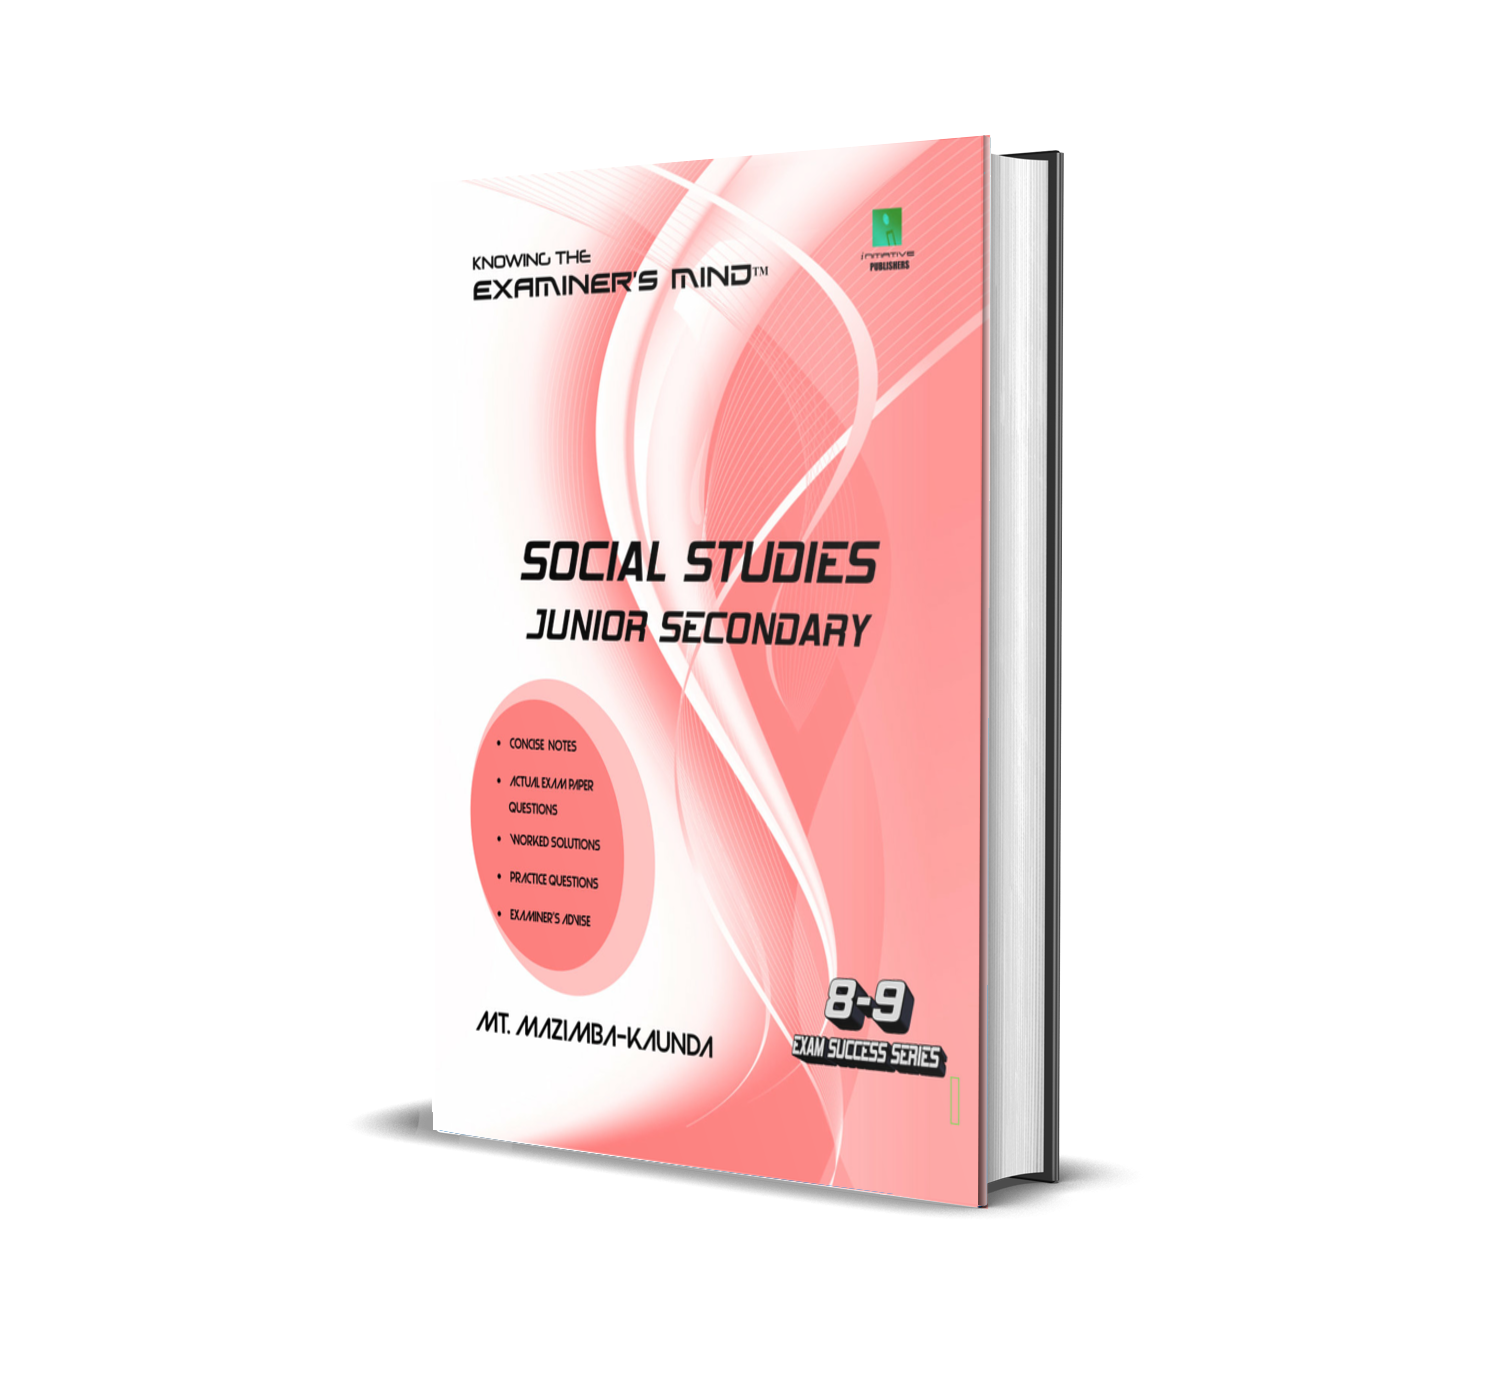 KNOWING THE
EXAMINER'S MIND™
INITIATIVE
PUBLISHERS
SOCIAL STUDIES
JUNIOR SECONDARY
• CONCISE NOTES
• ACTUAL EXAM PAPER
QUESTIONS
• WORKED SOLUTIONS
• PRACTICE QUESTIONS
• EXAMINER'S ADVISE
MT. MAZIMBA-KAUNDA
8-9
EXAM SUCCESS SERIES